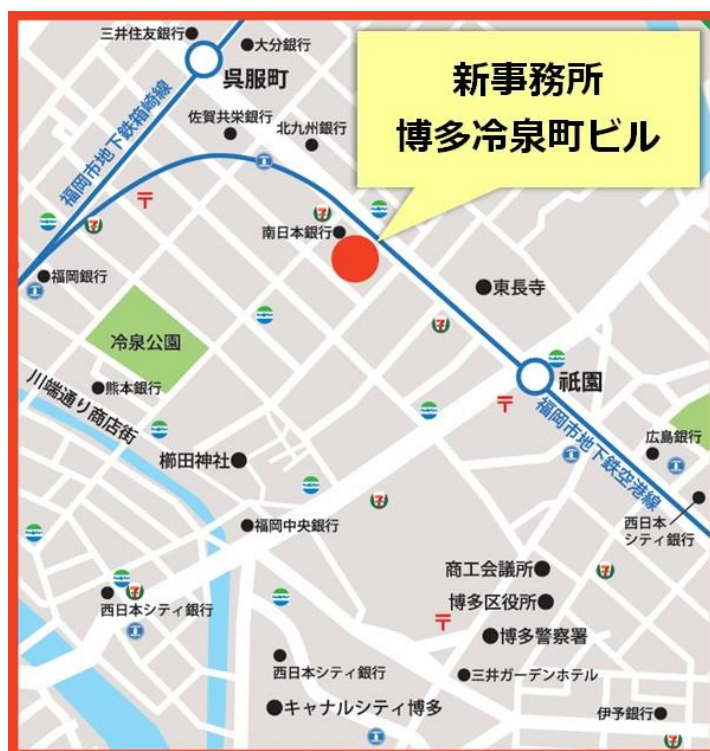 三井住友銀行
大分銀行
呉服町
新事務所
博多冷泉町ビル
佐賀共栄銀行
北九州銀行
福岡市地下鉄箱崎線
南日本銀行
福岡銀行
東長寺
冷泉公園
祇園
熊本銀行
川端通り商店街
福岡市地下鉄空港線
広島銀行
櫛田神社
西日本
シティ銀行
福岡中央銀行
商工会議所
西日本シティ銀行
博多区役所
博多警察署
西日本シティ銀行
三井ガーデンホテル
キャナルシティ博多
伊予銀行